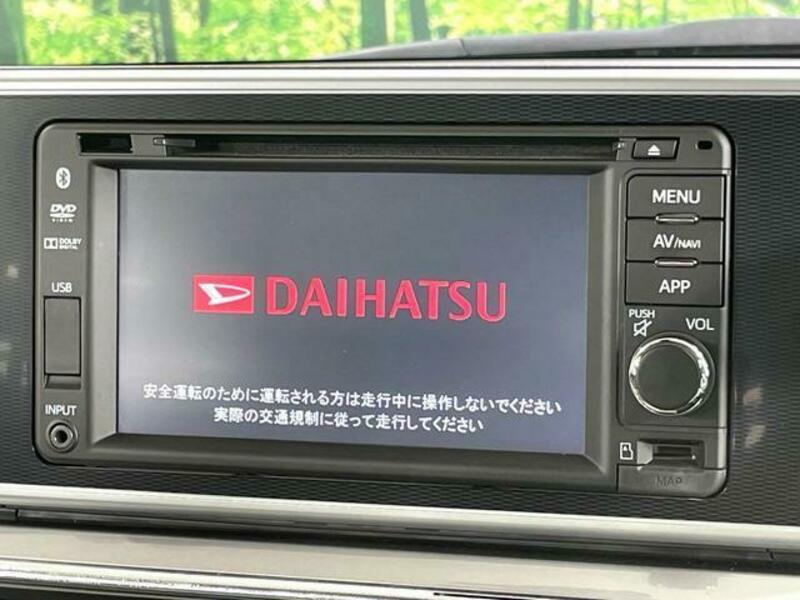 DVD
VIDEO
DOLBY
DIGITAL
USB
INPUT
DAIHATSU
安全運転のために運転される方は走行中に操作しないでください
実際の交通規制に従って走行してください
MENU
AV/NAVI
APP
PUSH
VOL
MAP